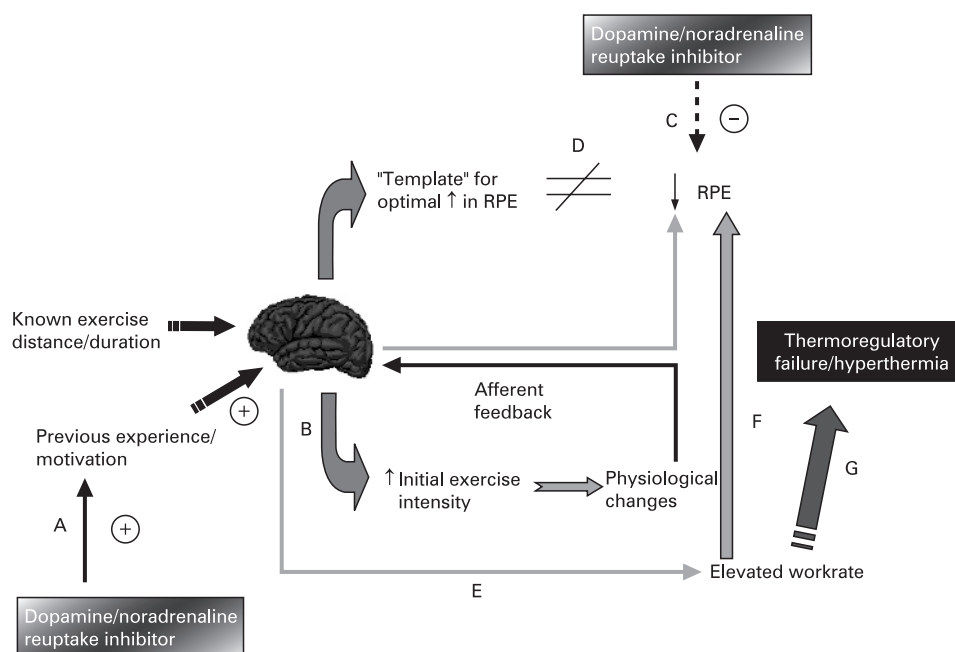 Dopamine/noradrenaline
reuptake inhibitor
C
−
D
"Template" for
optimal ↑ in RPE
↓ RPE
Known exercise
distance/duration
Thermoregulatory
failure/hyperthermia
Afferent
feedback
+
B
F
Previous experience/
motivation
G
↑ Initial exercise
intensity
Physiological
changes
A
+
Elevated workrate
E
Dopamine/noradrenaline
reuptake inhibitor